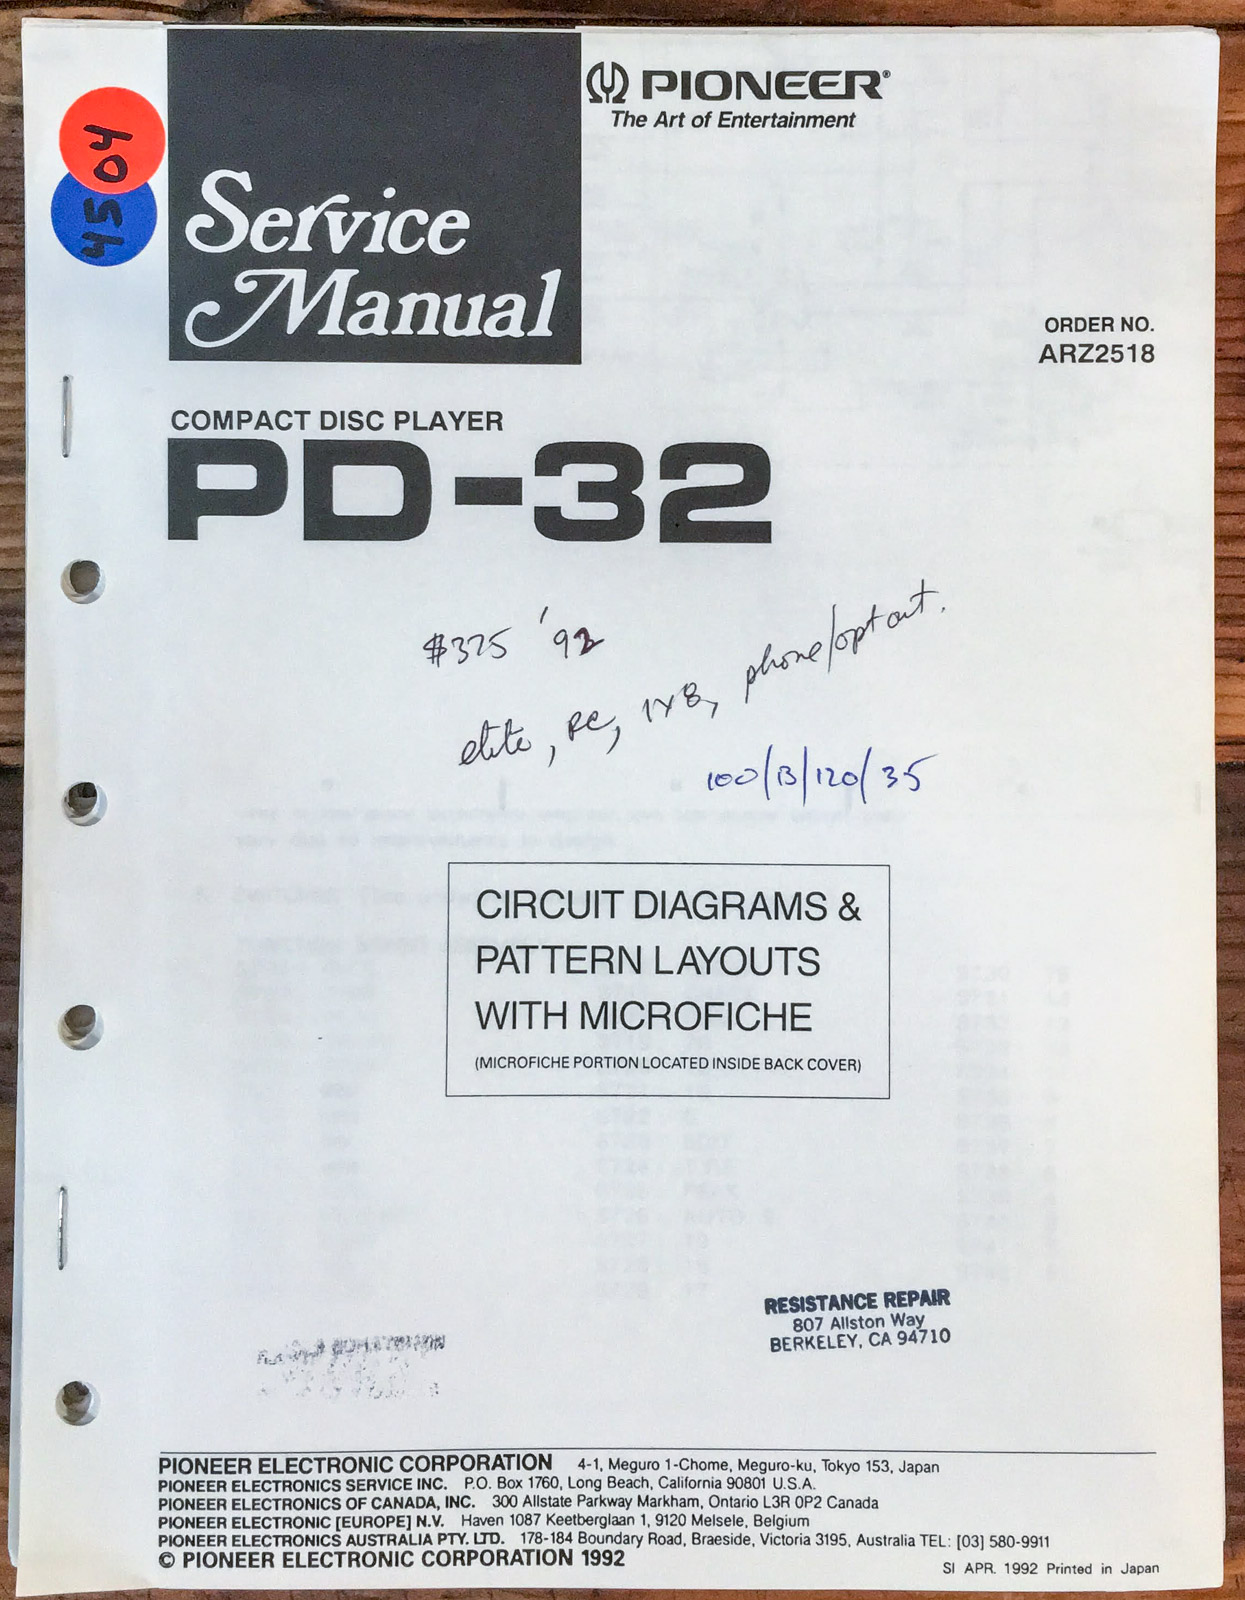 04
45
PIONEER®
The Art of Entertainment
Service
Manual
ORDER NO.
ARZ2518
COMPACT DISC PLAYER
PD-32
$325 '92
elite, RC, 1x8, phone/opt out.
100/B/120/35
CIRCUIT DIAGRAMS &
PATTERN LAYOUTS
WITH MICROFICHE
(MICROFICHE PORTION LOCATED INSIDE BACK COVER)
RESISTANCE REPAIR
807 Allston Way
BERKELEY, CA 94710
PIONEER ELECTRONIC CORPORATION 4-1, Meguro 1-Chome, Meguro-ku, Tokyo 153, Japan
PIONEER ELECTRONICS SERVICE INC. P.O. Box 1760, Long Beach, California 90801 U.S.A.
PIONEER ELECTRONICS OF CANADA, INC. 300 Allstate Parkway Markham, Ontario L3R 0P2 Canada
PIONEER ELECTRONIC [EUROPE] N.V. Haven 1087 Keetberglaan 1, 9120 Melsele, Belgium
PIONEER ELECTRONICS AUSTRALIA PTY. LTD. 178-184 Boundary Road, Braeside, Victoria 3195, Australia TEL: [03] 580-9911
© PIONEER ELECTRONIC CORPORATION 1992
SI APR. 1992 Printed in Japan